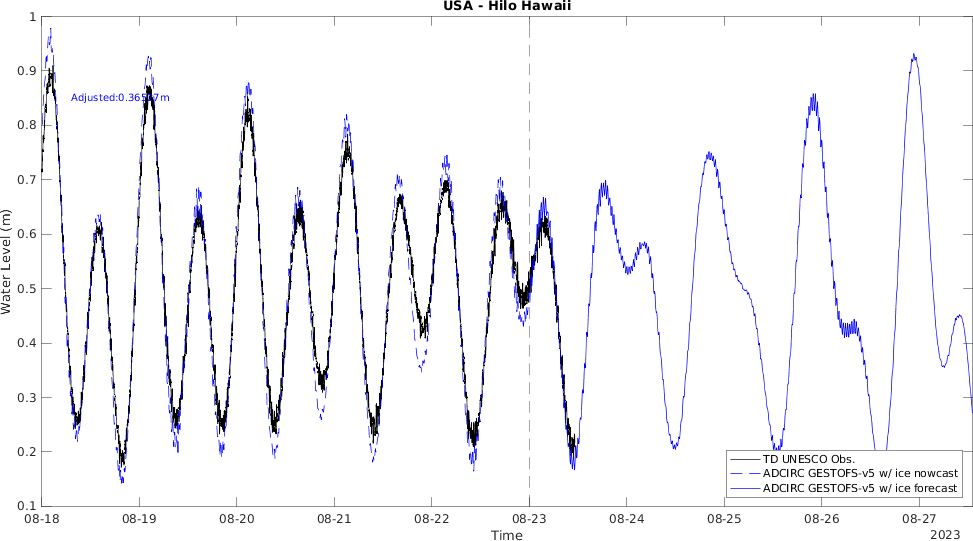 USA - Hilo Hawaii
1
0.9
0.8
0.7
0.6
0.5
0.4
0.3
0.2
0.1
Water Level (m)
TD UNESCO Obs.
ADCIRC GESTOFS-v5 w/ ice nowcast
ADCIRC GESTOFS-v5 w/ ice forecast
08-18 08-19 08-20 08-21 08-22 08-23 08-24 08-25 08-26 08-27
Time
2023